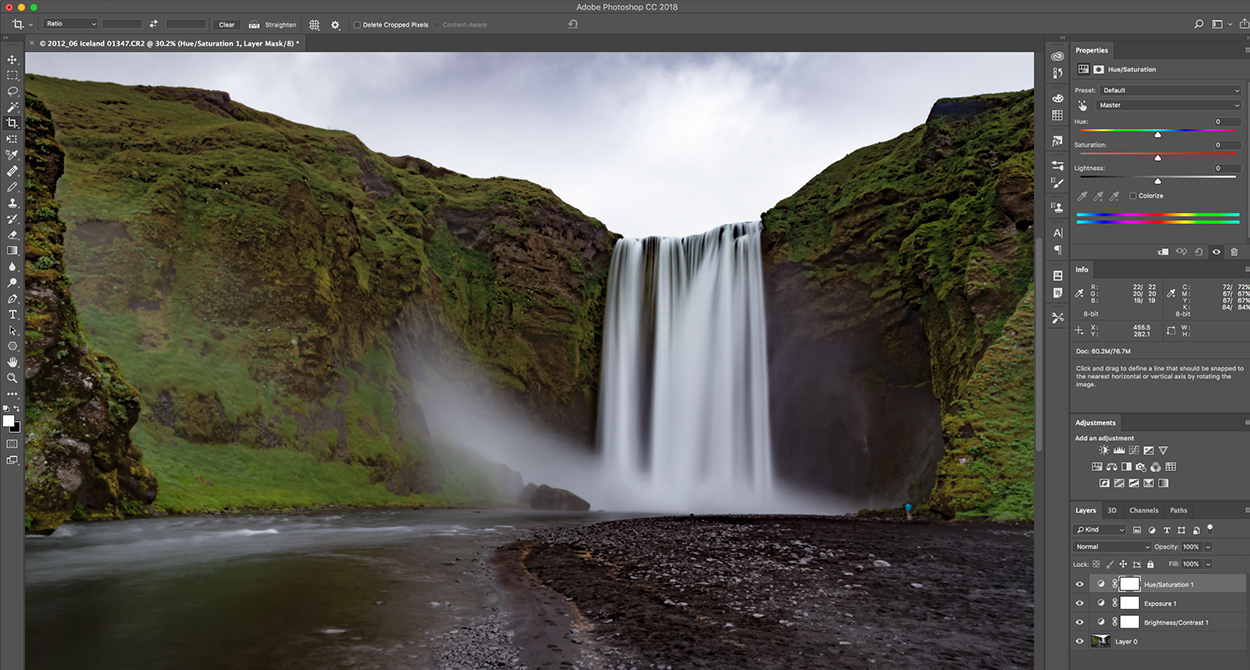 Adobe Photoshop CC 2018
Ratio Clear Straighten Delete Cropped Pixels Content-Aware
× © 2012_06 Iceland 01347.CR2 @ 30.2% (Hue/Saturation 1, Layer Mask/8) *
Properties
Hue/Saturation
Preset: Default
Master
Hue: 0
Saturation: 0
Lightness: 0
Colorize
Info
R: 22/ 22 C: 72/ 72%
G: 20/ 20 M: 67/ 67%
B: 19/ 19 Y: 67/ 67%
K: 84/ 84%
8-bit 8-bit
X: 455.5 W:
Y: 282.1 H:
Doc: 60.2M/76.7M
Click and drag to define a line that should be snapped to
the nearest horizontal or vertical axis by rotating the
image.
Adjustments
Add an adjustment
Layers 3D Channels Paths
Kind
Normal Opacity: 100%
Lock: Fill: 100%
Hue/Saturation 1
Exposure 1
Brightness/Contrast 1
Layer 0